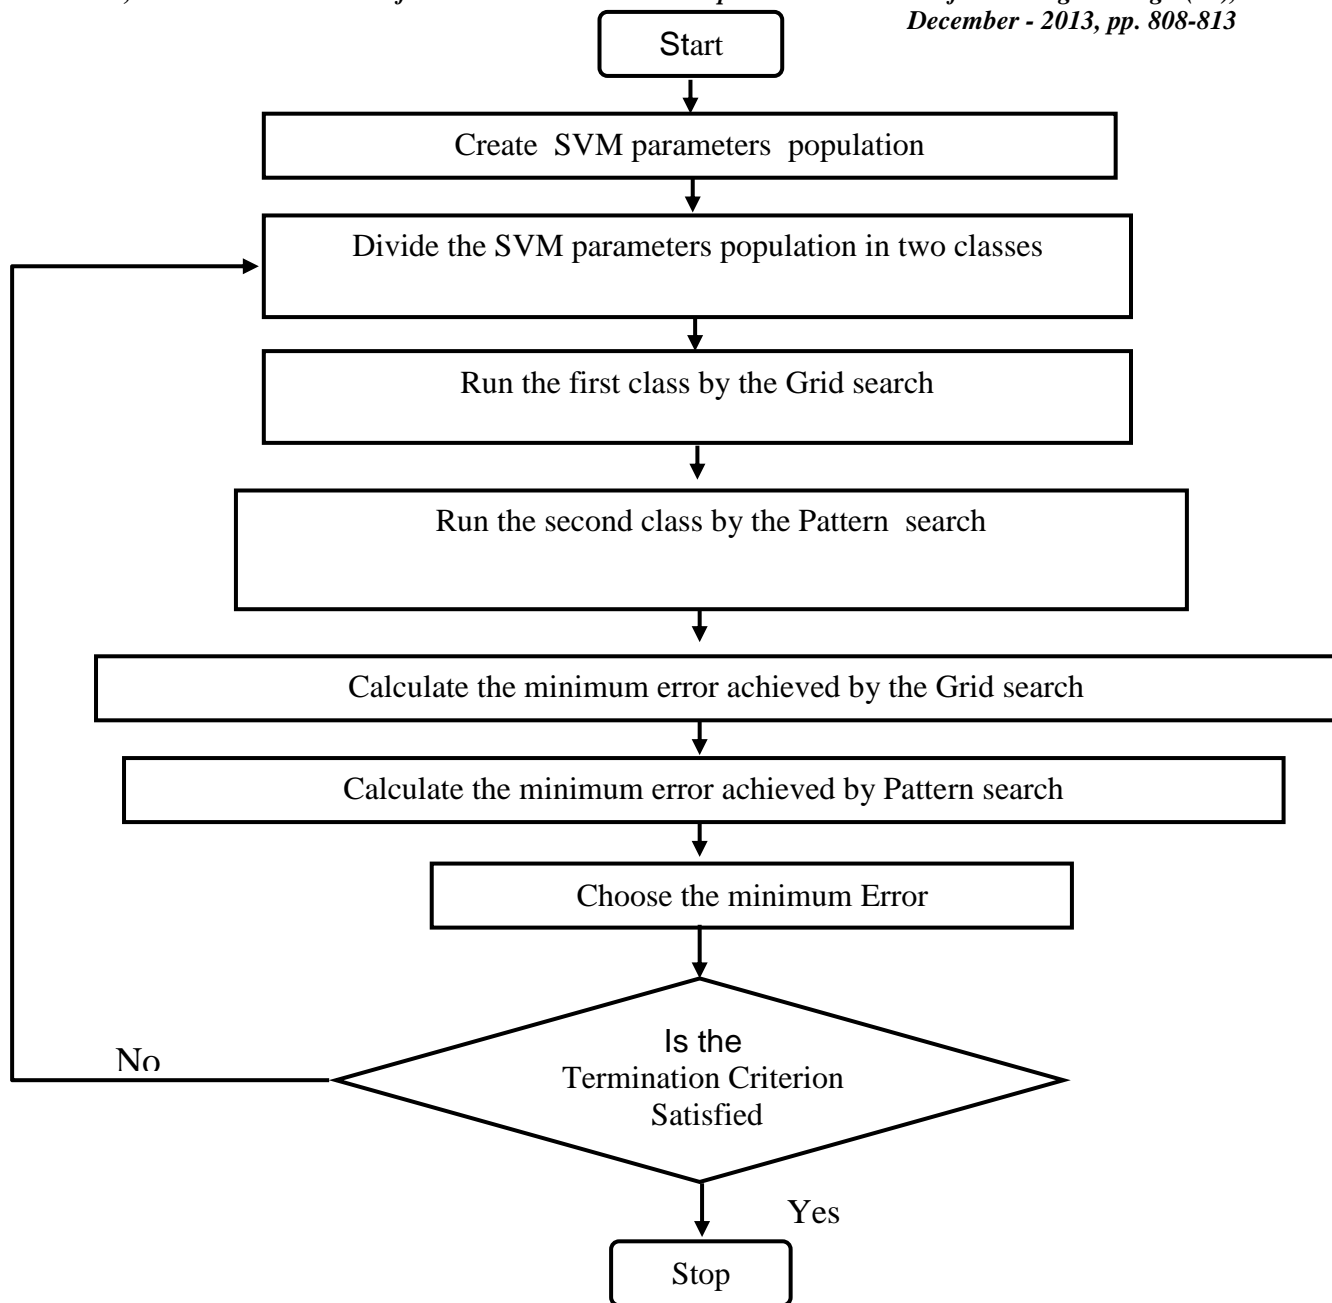 December - 2013, pp. 808-813
Start
Create SVM parameters population
Divide the SVM parameters population in two classes
Run the first class by the Grid search
Run the second class by the Pattern search
Calculate the minimum error achieved by the Grid search
Calculate the minimum error achieved by Pattern search
Choose the minimum Error
Is the
Termination Criterion
Satisfied
No
Yes
Stop